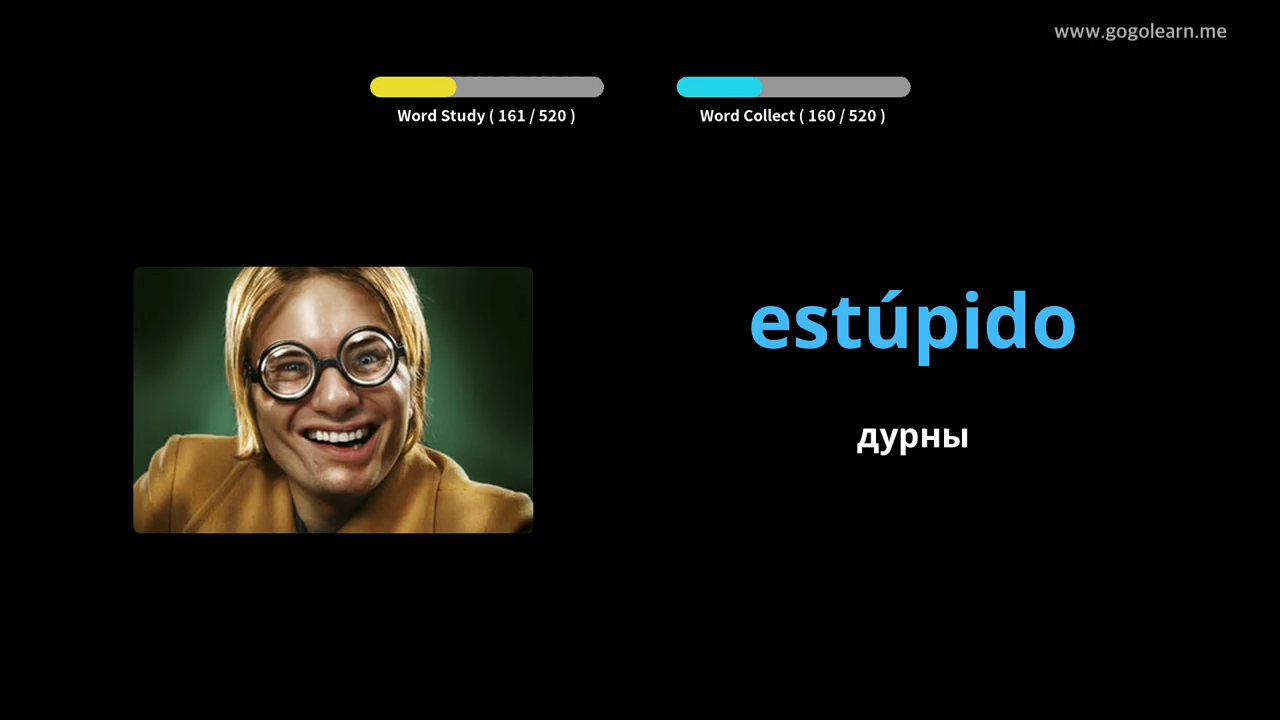 www.gogolearn.me
Word Study ( 161 / 520 )
Word Collect ( 160 / 520 )
estúpido
дурны